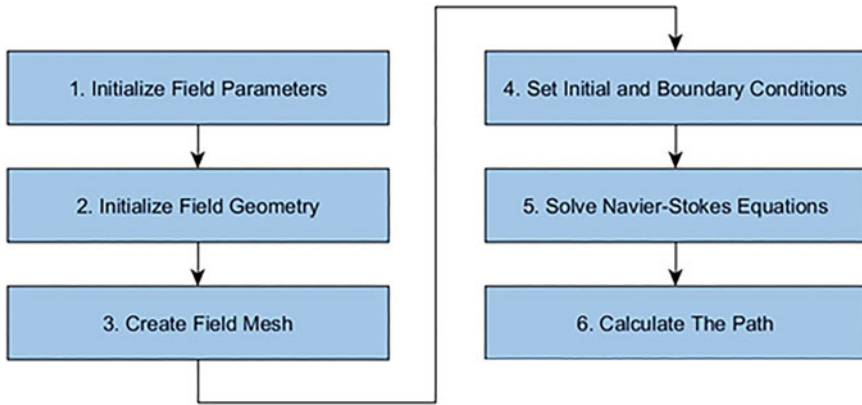 1. Initialize Field Parameters
2. Initialize Field Geometry
3. Create Field Mesh
4. Set Initial and Boundary Conditions
5. Solve Navier-Stokes Equations
6. Calculate The Path